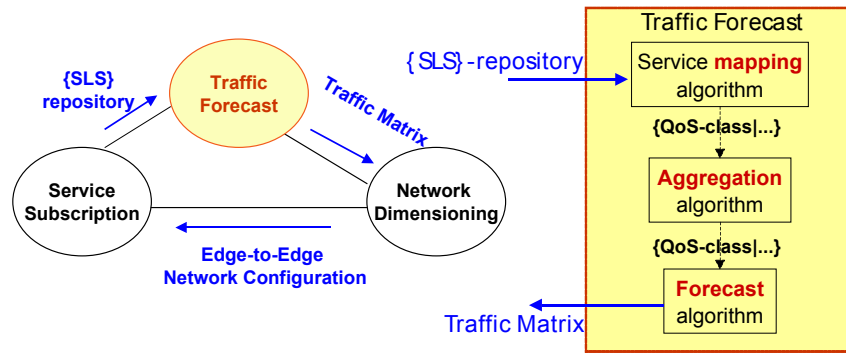 {SLS}
repository
Traffic
Forecast
Traffic Matrix
Service
Subscription
Network
Dimensioning
Edge-to-Edge
Network Configuration
Traffic Forecast
{SLS}-repository
Service mapping
algorithm
{QoS-class|...}
Aggregation
algorithm
{QoS-class|...}
Forecast
algorithm
Traffic Matrix